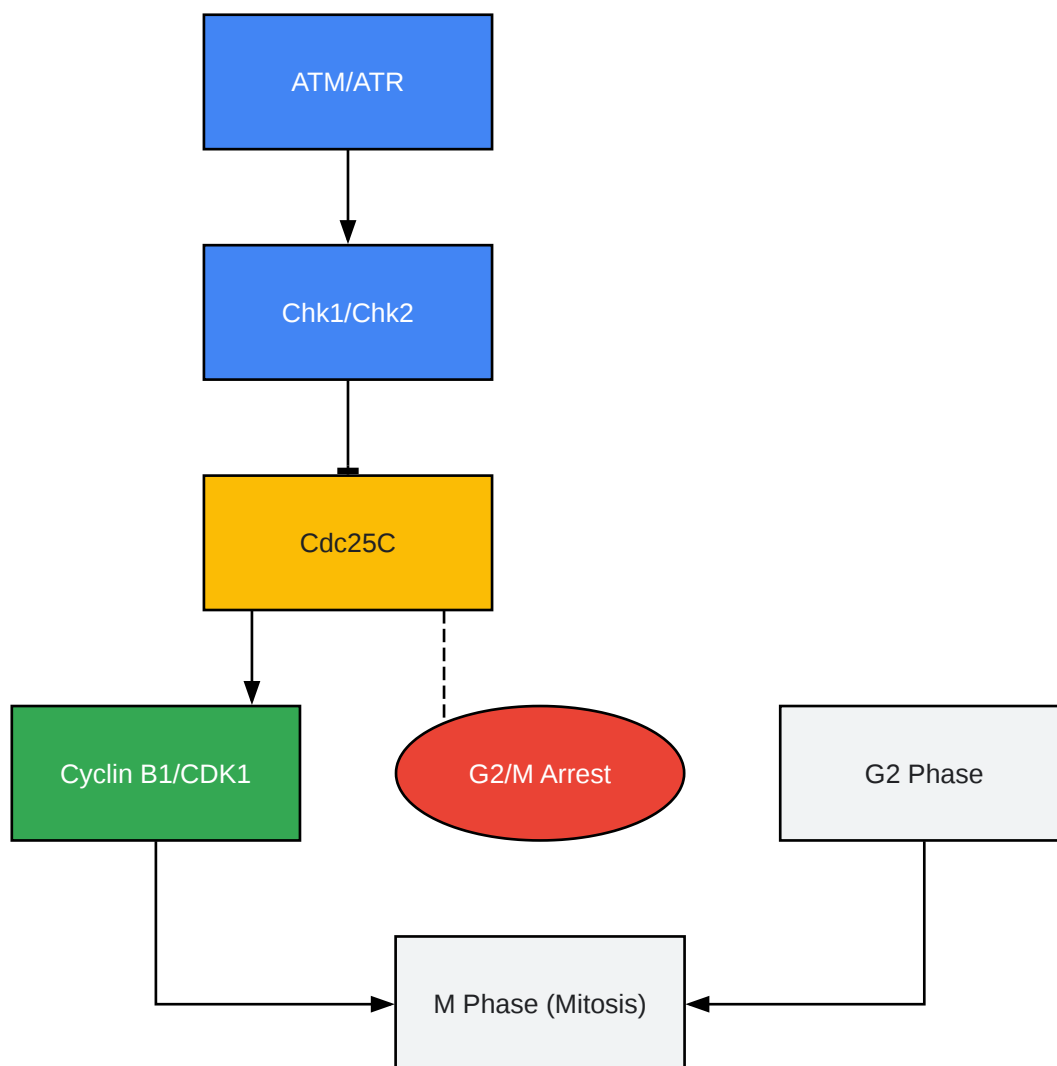 ATM/ATR
Chk1/Chk2
Cdc25C
Cyclin B1/CDK1
G2/M Arrest
G2 Phase
M Phase (Mitosis)